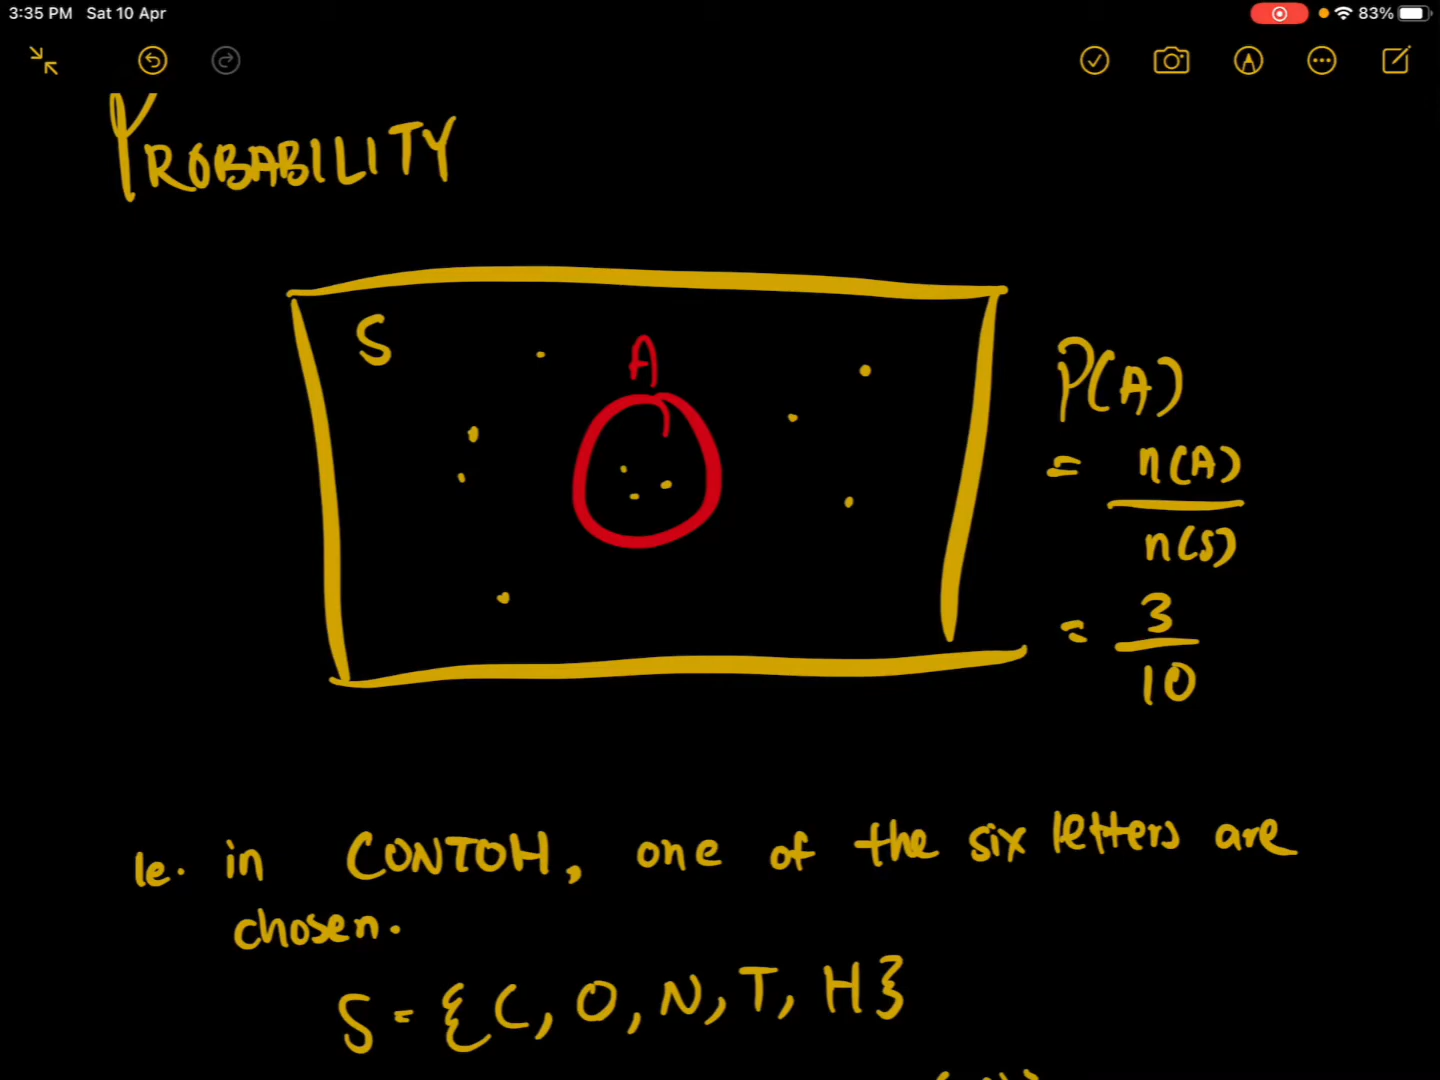 3:35 PM Sat 10 Apr 83%
PROBABILITY
S
A
P(A)
= n(A)
n(S)
= 3
10
ie. in CONTOH, one of the six letters are
chosen.
S = {C, O, N, T, H}